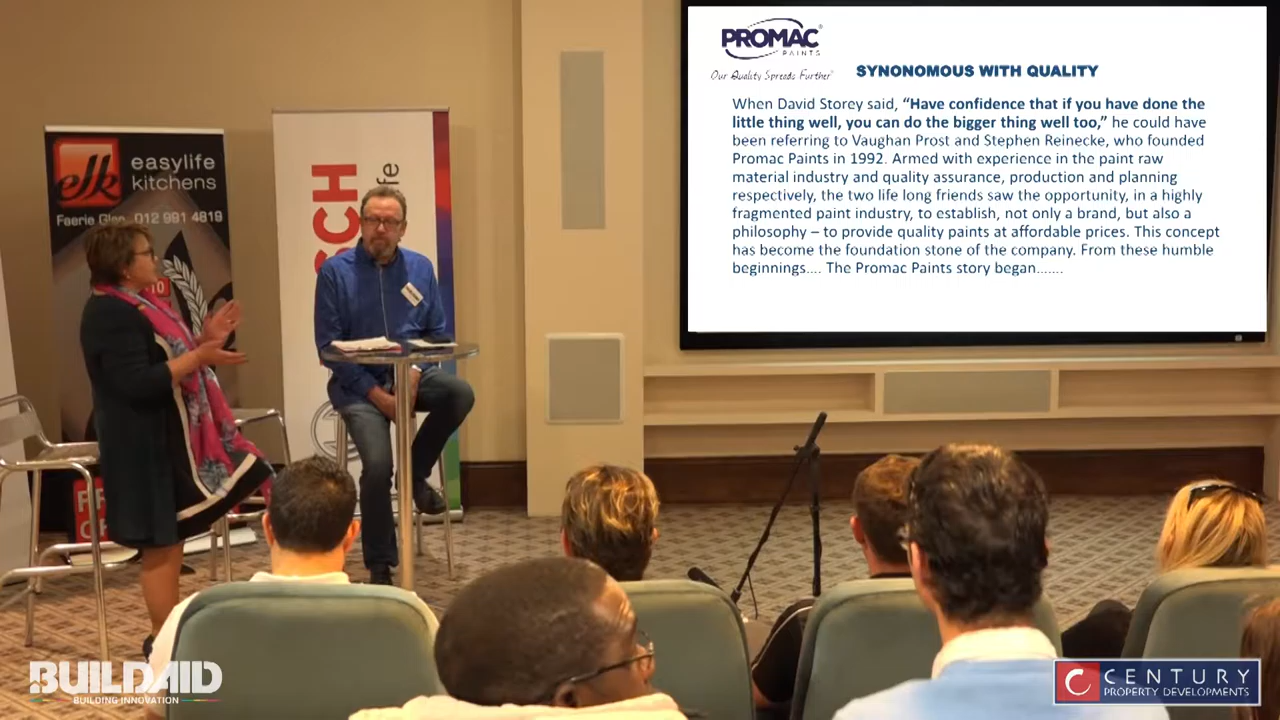 PROMAC
PAINTS
Our Quality Spreads Further
SYNONOMOUS WITH QUALITY
When David Storey said, “Have confidence that if you have done the
little thing well, you can do the bigger thing well too,” he could have
been referring to Vaughan Prost and Stephen Reinecke, who founded
Promac Paints in 1992. Armed with experience in the paint raw
material industry and quality assurance, production and planning
respectively, the two life long friends saw the opportunity, in a highly
fragmented paint industry, to establish, not only a brand, but also a
philosophy – to provide quality paints at affordable prices. This concept
has become the foundation stone of the company. From these humble
beginnings.... The Promac Paints story began.......
elk
easylife
kitchens
Faerie Glen 012 991 4819
SCH
fe
BUILDAID
BUILDING INNOVATION
C CENTURY
PROPERTY DEVELOPMENTS